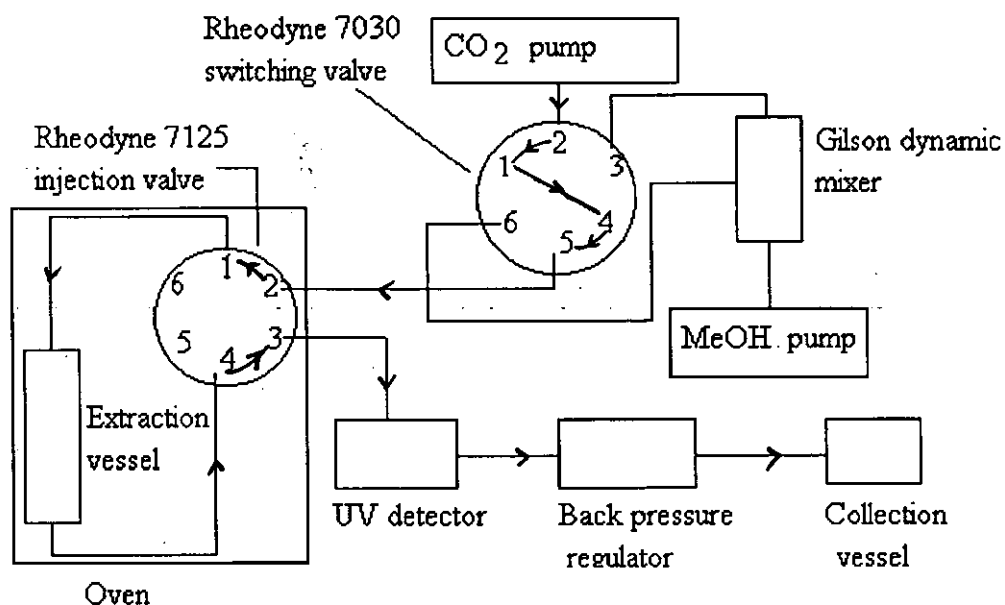 Rheodyne 7030
switching valve
CO2 pump
Rheodyne 7125
injection valve
Gilson dynamic
mixer
2
1
3
6
4
5
1
6
2
5
3
4
MeOH pump
Extraction
vessel
UV detector
Back pressure
regulator
Collection
vessel
Oven